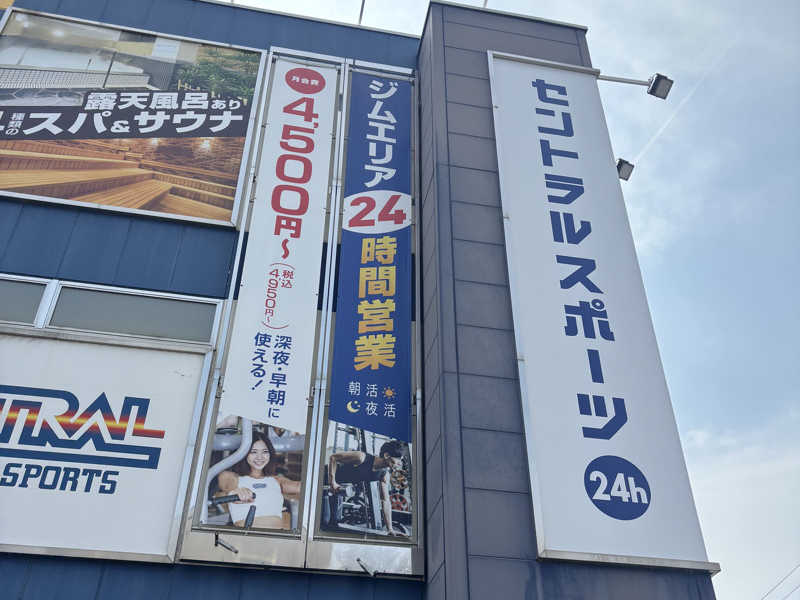 露天風呂あり
種類の
スパ&サウナ
月会費
4,500円~
(税込4950円~)
深夜・早朝に
使える!
ジムエリア
24
時間営業
朝活
夜活
セントラルスポーツ
24h
SPORTS